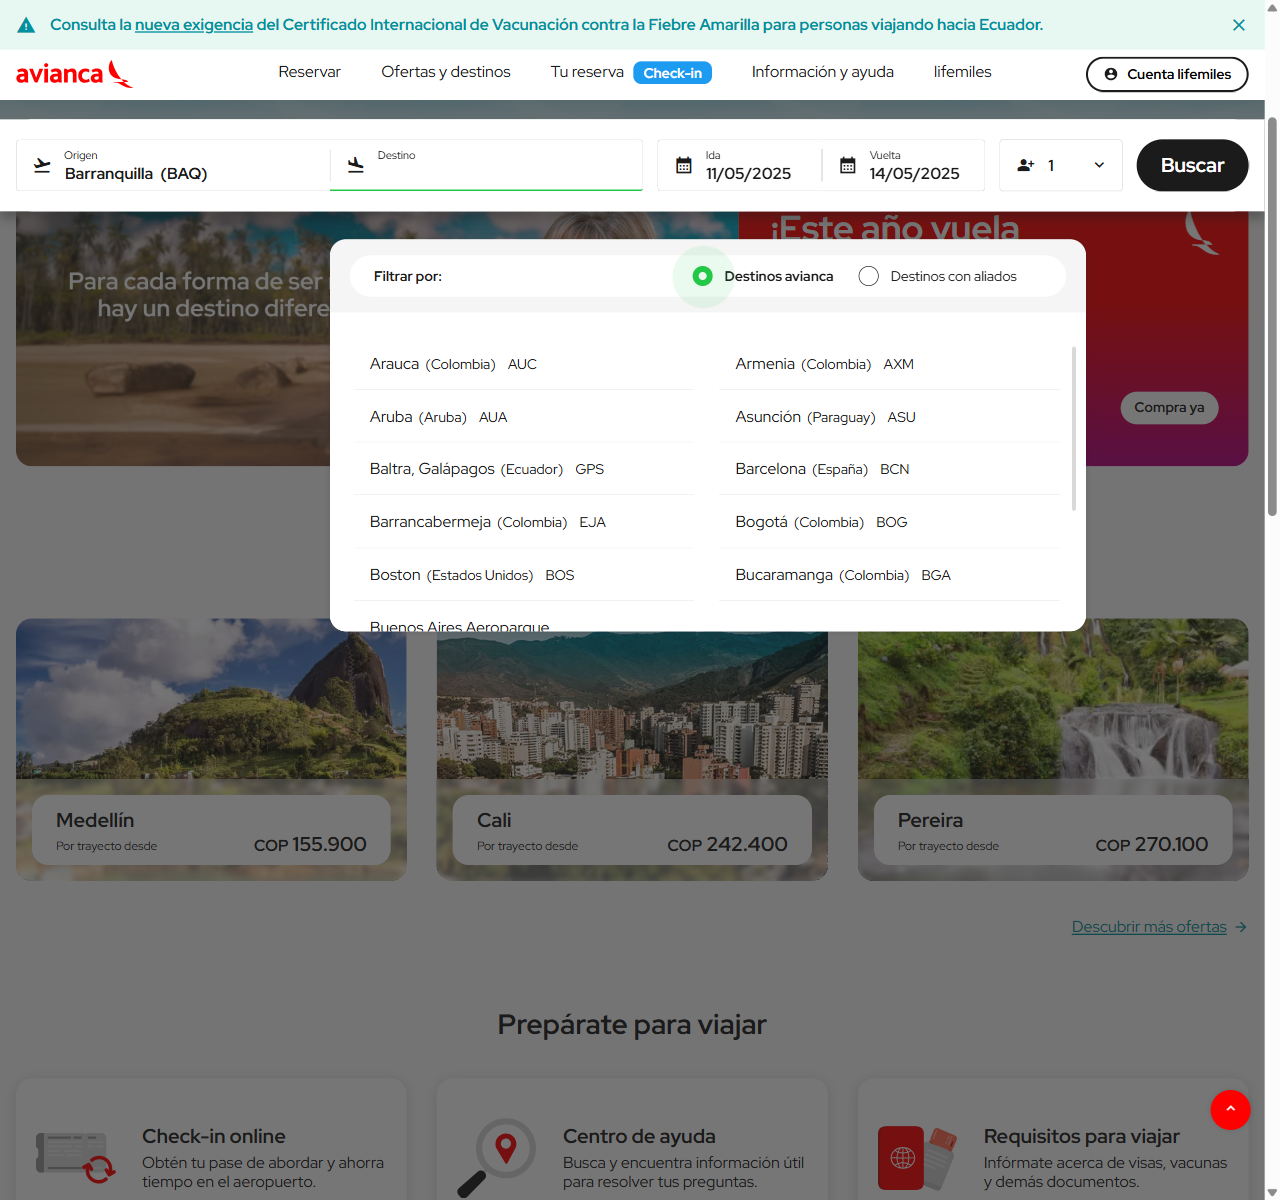 Consulta la nueva exigencia del Certificado Internacional de Vacunación contra la Fiebre Amarilla para personas viajando hacia Ecuador.
avianca
Reservar
Ofertas y destinos
Tu reserva
Check-in
Información y ayuda
lifemiles
Cuenta lifemiles
Origen
Barranquilla (BAQ)
Destino
Ida
11/05/2025
Vuelta
14/05/2025
1
Buscar
Para cada forma de ser
hay un destino difere
¡Este año vuela
Compra ya
Filtrar por:
Destinos avianca
Destinos con aliados
Arauca (Colombia) AUC
Armenia (Colombia) AXM
Aruba (Aruba) AUA
Asunción (Paraguay) ASU
Baltra, Galápagos (Ecuador) GPS
Barcelona (España) BCN
Barrancabermeja (Colombia) EJA
Bogotá (Colombia) BOG
Boston (Estados Unidos) BOS
Bucaramanga (Colombia) BGA
Buenos Aires Aeroparque
Medellín
Por trayecto desde
COP 155.900
Cali
Por trayecto desde
COP 242.400
Pereira
Por trayecto desde
COP 270.100
Descubrir más ofertas
Prepárate para viajar
Check-in online
Obtén tu pase de abordar y ahorra
tiempo en el aeropuerto.
Centro de ayuda
Busca y encuentra información útil
para resolver tus preguntas.
Requisitos para viajar
Infórmate acerca de visas, vacunas
y demás documentos.